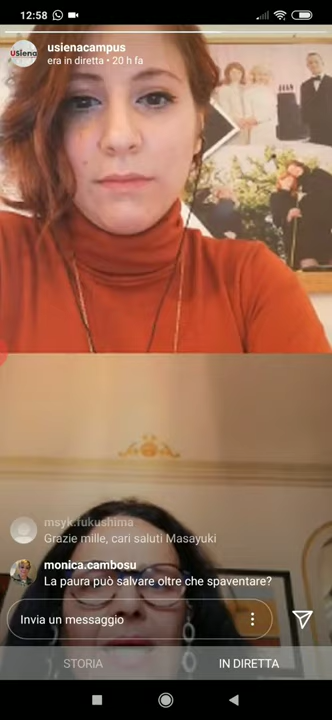 12:58
USiena
usienacampus
era in diretta • 20 h fa
msyk.fukushima
Grazie mille, cari saluti Masayuki
monica.cambosu
La paura può salvare oltre che spaventare?
Invia un messaggio
STORIA
IN DIRETTA